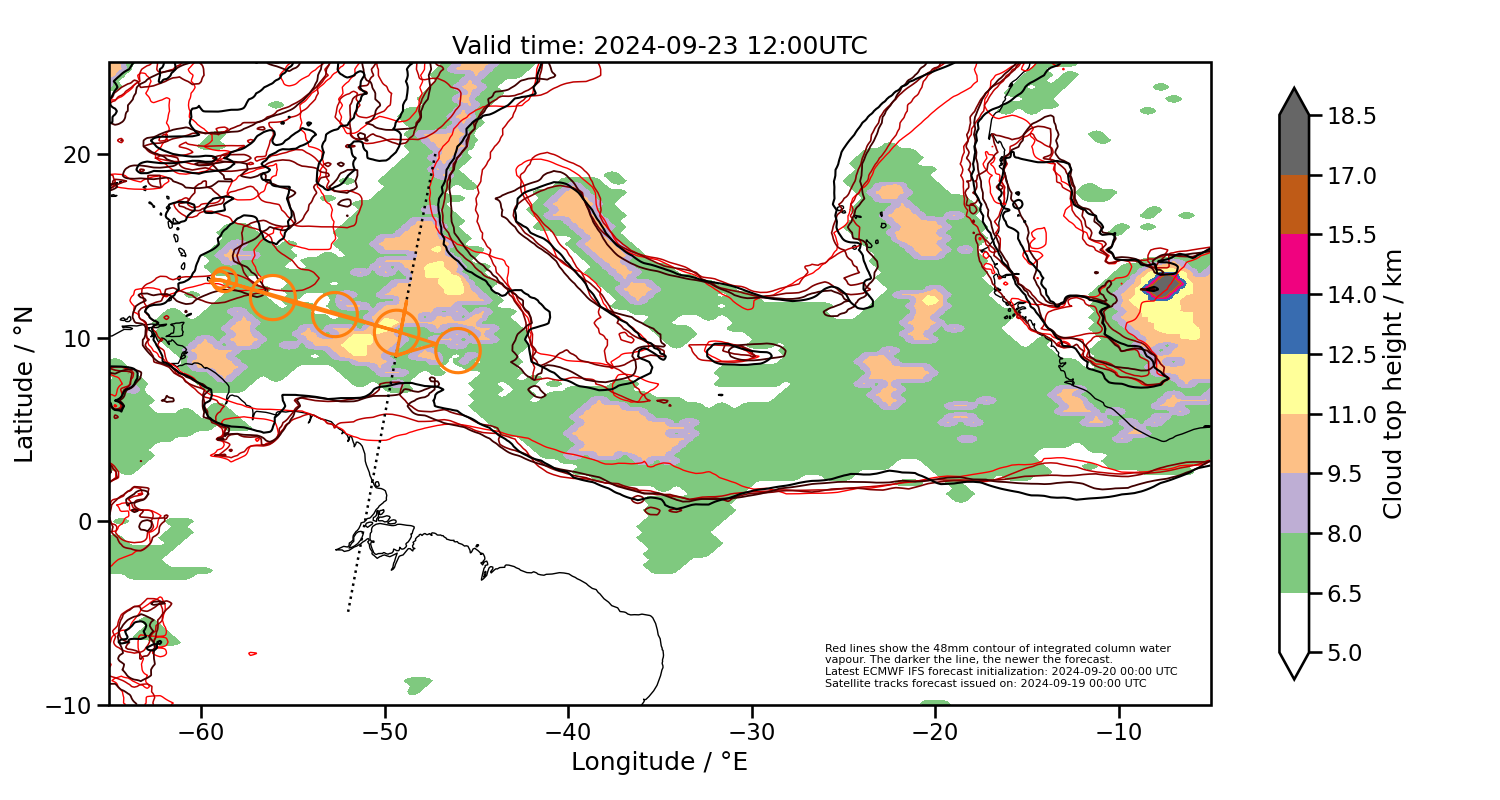 Valid time: 2024-09-23 12:00UTC
20
10
0
−10
Latitude / °N
−60
−50
−40
−30
−20
−10
Longitude / °E
Red lines show the 48mm contour of integrated column water
vapour. The darker the line, the newer the forecast.
Latest ECMWF IFS forecast initialization: 2024-09-20 00:00 UTC
Satellite tracks forecast issued on: 2024-09-19 00:00 UTC
18.5
17.0
15.5
14.0
12.5
11.0
9.5
8.0
6.5
5.0
Cloud top height / km